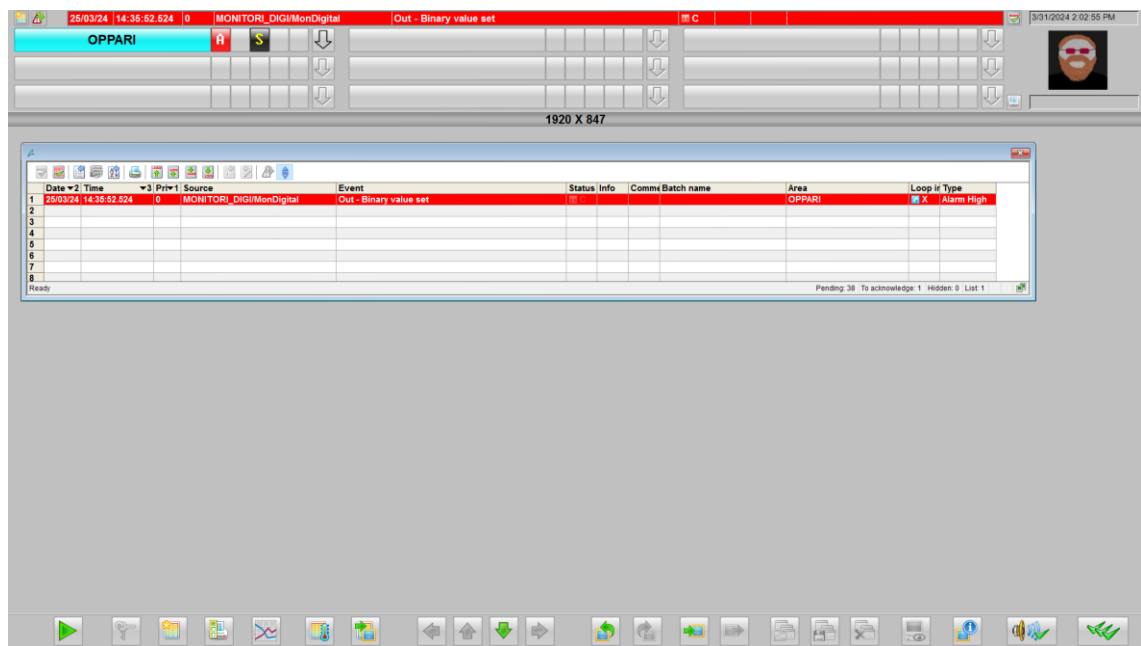 25/03/24 14:35:52.524 0 MONITORI_DIGI/MonDigital Out - Binary value set C 3/31/2024 2:02:55 PM
OPPARI A S
1920 X 847
Date 2 Time 3 Pri 1 Source Event Status Info Comme Batch name Area Loop ir Type
1 25/03/24 14:35:52.524 0 MONITORI_DIGI/MonDigital Out - Binary value set C OPPARI X Alarm High
2
3
4
5
6
7
8
Ready Pending: 38 To acknowledge: 1 Hidden: 0 List: 1